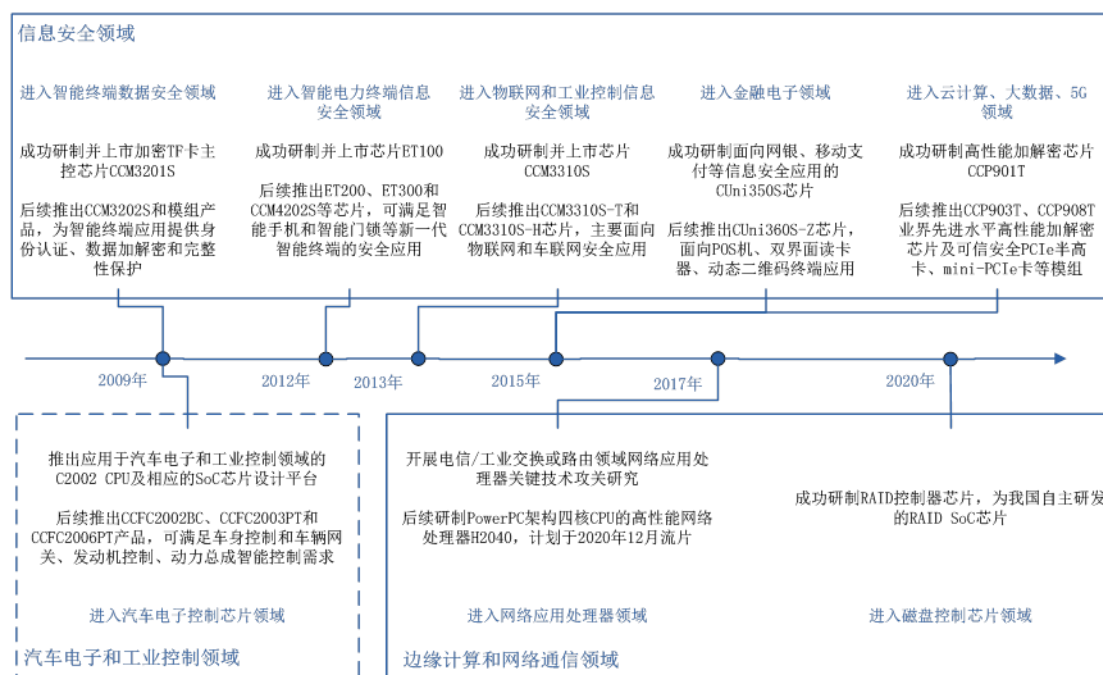 信息安全领域
进入智能终端数据安全领域
成功研制并上市加密TF卡主
控芯片CCM3201S
后续推出CCM3202S和模组产
品，为智能终端应用提供身
份认证、数据加解密和完整
性保护
进入智能电力终端信息
安全领域
成功研制并上市芯片ET100
后续推出ET200、ET300和
CCM4202S等芯片，可满足智
能手机和智能门锁等新一代
智能终端的安全应用
进入物联网和工业控制信息
安全领域
成功研制并上市芯片
CCM3310S
后续推出CCM3310S-T和
CCM3310S-H芯片，主要面向
物联网和车联网安全应用
进入金融电子领域
成功研制面向网银、移动支
付等信息安全应用的
CUni350S芯片
后续推出CUni360S-Z芯片，
面向POS机、双界面读卡
器、动态二维码终端应用
进入云计算、大数据、5G
领域
成功研制高性能加解密芯片
CCP901T
后续推出CCP903T、CCP908T
业界先进水平高性能加解密
芯片及可信安全PCIe半高
卡、mini-PCIe卡等模组
2009年
2012年
2013年
2015年
2017年
2020年
推出应用于汽车电子和工业控制领域的
C2002 CPU及相应的SoC芯片设计平台
后续推出CCFC2002BC、CCFC2003PT和
CCFC2006PT产品，可满足车身控制和车辆网
关、发动机控制、动力总成智能控制需求
进入汽车电子控制芯片领域
汽车电子和工业控制领域
开展电信/工业交换或路由领域网络应用处
理器关键技术攻关研究
后续研制PowerPC架构四核CPU的高性能网络
处理器H2040，计划于2020年12月流片
进入网络应用处理器领域
成功研制RAID控制器芯片，为我国自主研发
的RAID SoC芯片
进入磁盘控制芯片领域
边缘计算和网络通信领域